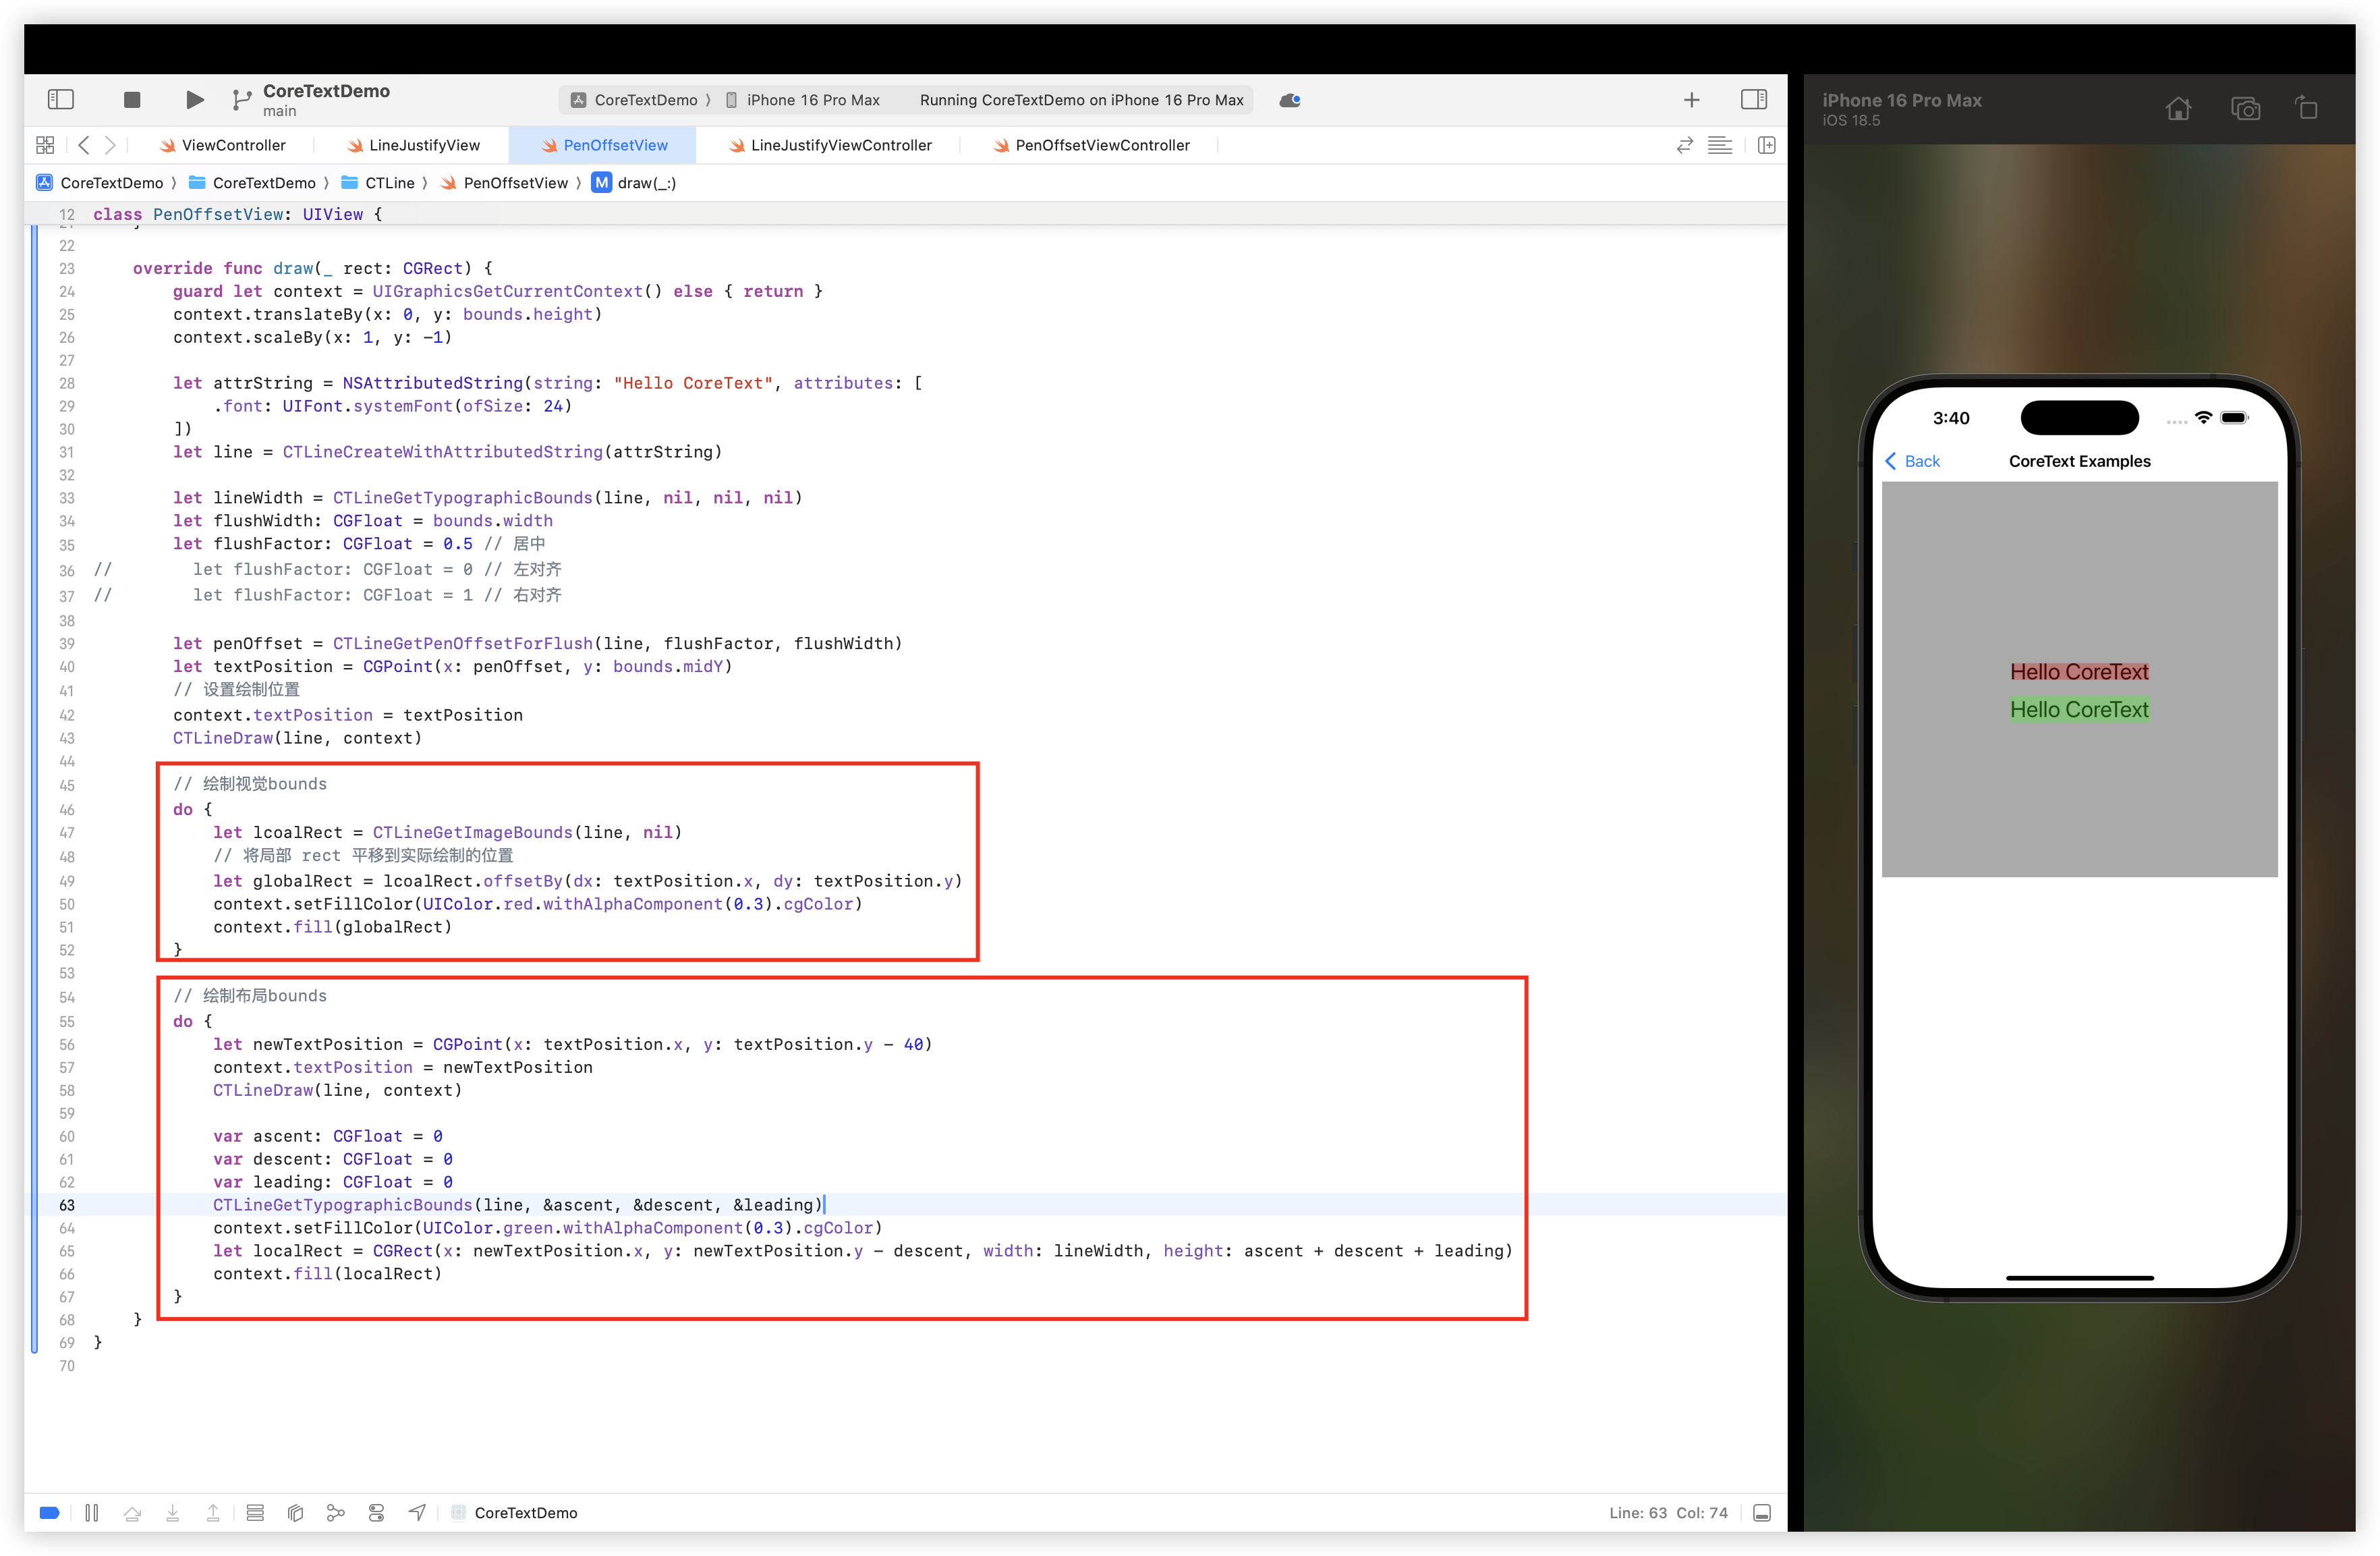 CoreTextDemo
main
CoreTextDemo 〉 iPhone 16 Pro Max Running CoreTextDemo on iPhone 16 Pro Max
ViewController LineJustifyView PenOffsetView LineJustifyViewController PenOffsetViewController
CoreTextDemo 〉 CoreTextDemo 〉 CTLine 〉 PenOffsetView 〉 M draw(_:)
12 class PenOffsetView: UIView {
21 }
22
23 override func draw(_ rect: CGRect) {
24 guard let context = UIGraphicsGetCurrentContext() else { return }
25 context.translateBy(x: 0, y: bounds.height)
26 context.scaleBy(x: 1, y: -1)
27
28 let attrString = NSAttributedString(string: "Hello CoreText", attributes: [
29 .font: UIFont.systemFont(ofSize: 24)
30 ])
31 let line = CTLineCreateWithAttributedString(attrString)
32
33 let lineWidth = CTLineGetTypographicBounds(line, nil, nil, nil)
34 let flushWidth: CGFloat = bounds.width
35 let flushFactor: CGFloat = 0.5 // 居中
36 // let flushFactor: CGFloat = 0 // 左对齐
37 // let flushFactor: CGFloat = 1 // 右对齐
38
39 let penOffset = CTLineGetPenOffsetForFlush(line, flushFactor, flushWidth)
40 let textPosition = CGPoint(x: penOffset, y: bounds.midY)
41 // 设置绘制位置
42 context.textPosition = textPosition
43 CTLineDraw(line, context)
44
45 // 绘制视觉bounds
46 do {
47 let lcoalRect = CTLineGetImageBounds(line, nil)
48 // 将局部 rect 平移到实际绘制的位置
49 let globalRect = lcoalRect.offsetBy(dx: textPosition.x, dy: textPosition.y)
50 context.setFillColor(UIColor.red.withAlphaComponent(0.3).cgColor)
51 context.fill(globalRect)
52 }
53
54 // 绘制布局bounds
55 do {
56 let newTextPosition = CGPoint(x: textPosition.x, y: textPosition.y - 40)
57 context.textPosition = newTextPosition
58 CTLineDraw(line, context)
59
60 var ascent: CGFloat = 0
61 var descent: CGFloat = 0
62 var leading: CGFloat = 0
63 CTLineGetTypographicBounds(line, &ascent, &descent, &leading)
64 context.setFillColor(UIColor.green.withAlphaComponent(0.3).cgColor)
65 let localRect = CGRect(x: newTextPosition.x, y: newTextPosition.y - descent, width: lineWidth, height: ascent + descent + leading)
66 context.fill(localRect)
67 }
68 }
69 }
70
CoreTextDemo
Line: 63 Col: 74
iPhone 16 Pro Max
iOS 18.5
3:40
Back CoreText Examples
Hello CoreText
Hello CoreText